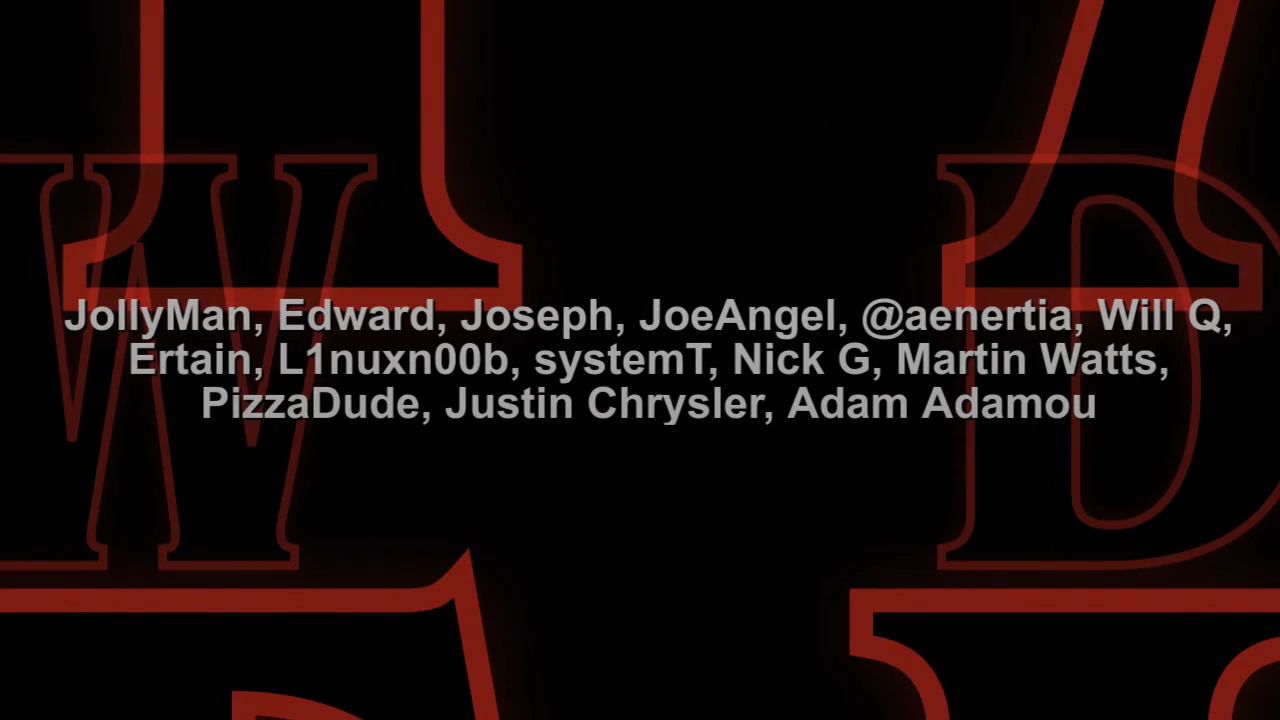 JollyMan, Edward, Joseph, JoeAngel, @aenertia, Will Q,
Ertain, L1nuxn00b, systemT, Nick G, Martin Watts,
PizzaDude, Justin Chrysler, Adam Adamou
W D